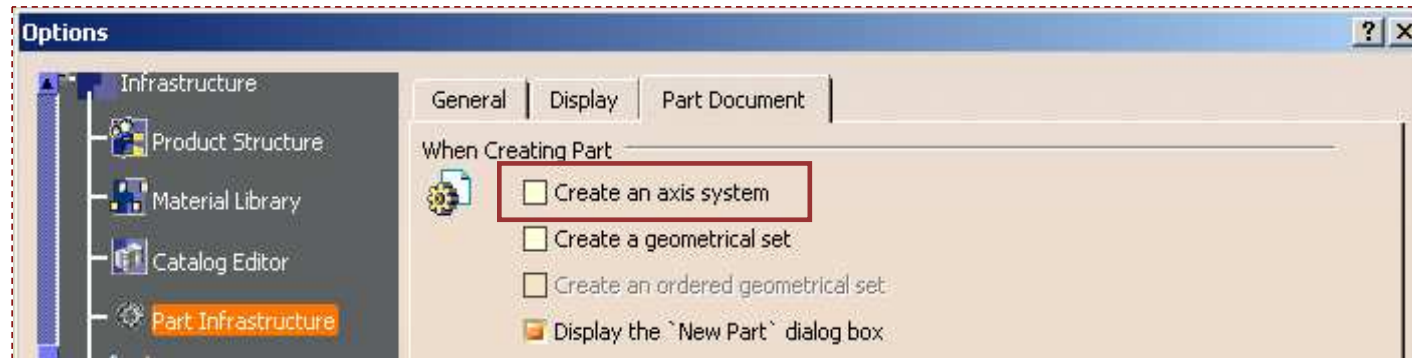 Options
Infrastructure
Product Structure
Material Library
Catalog Editor
Part Infrastructure
General Display Part Document
When Creating Part
Create an axis system
Create a geometrical set
Create an ordered geometrical set
Display the `New Part` dialog box